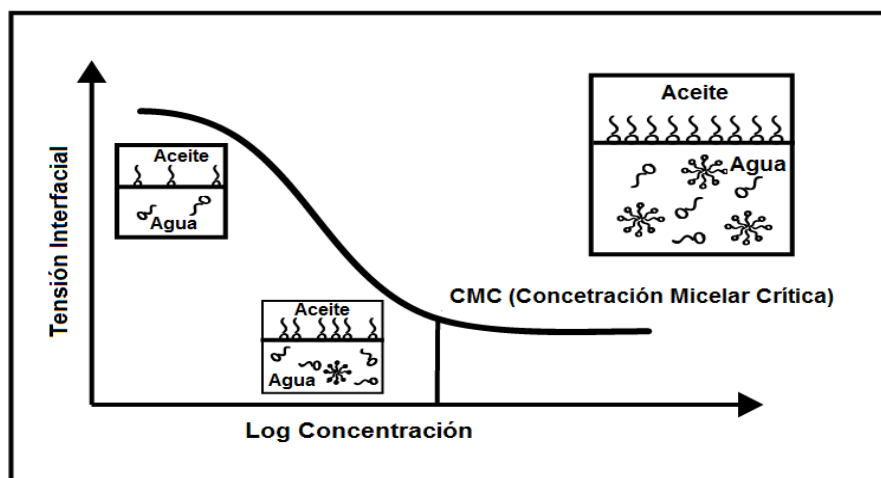 Tensión Interfacial
Aceite
Agua
Aceite
Agua
Aceite
Agua
CMC (Concetración Micelar Crítica)
Log Concentración